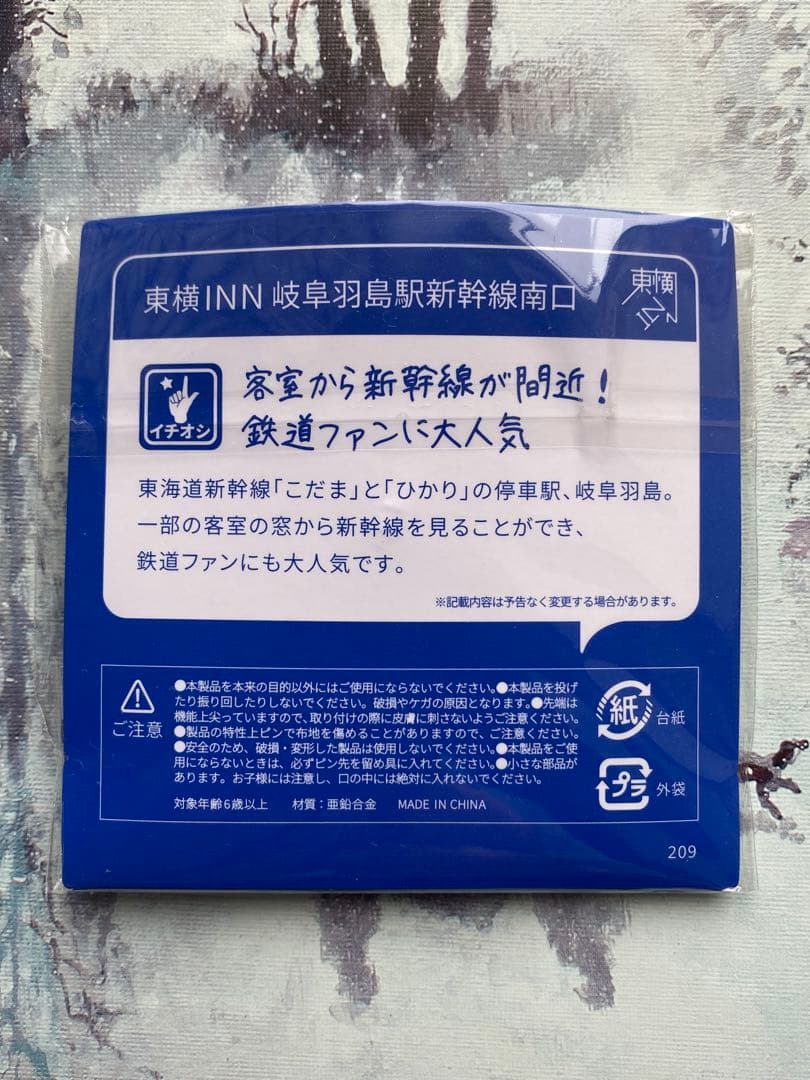 東横INN 岐阜羽島駅新幹線南口
東横
INN
イチオシ
客室から新幹線が間近！
鉄道ファンに大人気
東海道新幹線「こだま」と「ひかり」の停車駅、岐阜羽島。
一部の客室の窓から新幹線を見ることができ、
鉄道ファンにも大人気です。
※記載内容は予告なく変更する場合があります。
ご注意
●本製品を本来の目的以外にはご使用にならないでください。●本製品を投げ
たり振り回したりしないでください。破損やケガの原因となります。●先端は
機能上尖っていますので、取り付けの際に皮膚に刺さないようご注意ください。
●製品の特性上ピンで布地を傷めることがありますので、ご注意ください。
●安全のため、破損・変形した製品は使用しないでください。●本製品をご使
用にならないときは、必ずピン先を留め具に入れてください。●小さな部品が
あります。お子様には注意し、口の中には絶対に入れないでください。
対象年齢6歳以上 材質：亜鉛合金 MADE IN CHINA
紙 台紙
プラ 外袋
209